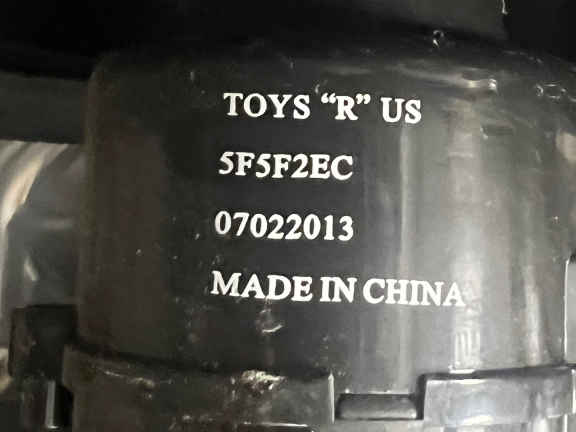 TOYS “R” US
5F5F2EC
07022013
MADE IN CHINA